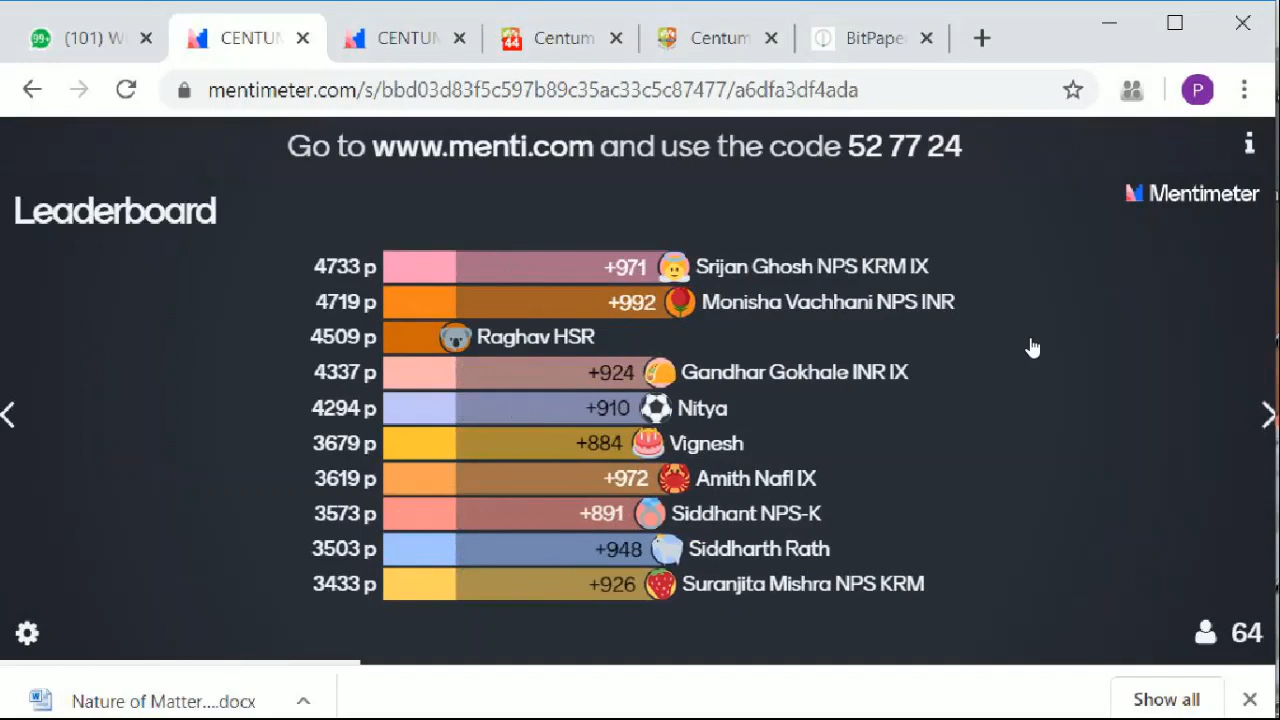 99+ (101) W
CENTUM
CENTUM
44 Centum
Centum
BitPape
mentimeter.com/s/bbd03d83f5c597b89c35ac33c5c87477/a6dfa3df4ada
P
Go to www.menti.com and use the code 52 77 24
Mentimeter
Leaderboard
4733 p +971 Srijan Ghosh NPS KRM IX
4719 p +992 Monisha Vachhani NPS INR
4509 p Raghav HSR
4337 p +924 Gandhar Gokhale INR IX
4294 p +910 Nitya
3679 p +884 Vignesh
3619 p +972 Amith Nafl IX
3573 p +891 Siddhant NPS-K
3503 p +948 Siddharth Rath
3433 p +926 Suranjita Mishra NPS KRM
64
Nature of Matter....docx
Show all